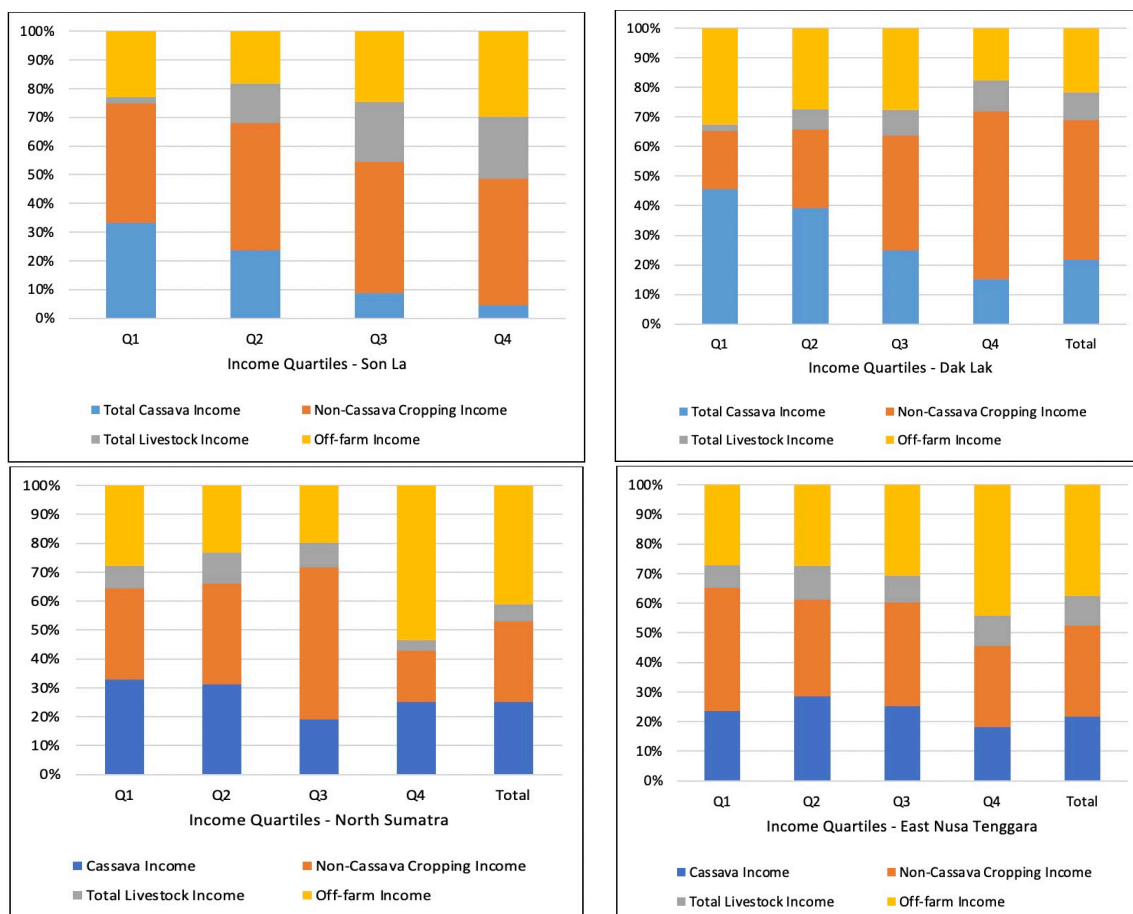 100%
90%
80%
70%
60%
50%
40%
30%
20%
10%
0%
Q1 Q2 Q3 Q4
Income Quartiles - Son La
Total Cassava Income Non-Cassava Cropping Income
Total Livestock Income Off-farm Income
100%
90%
80%
70%
60%
50%
40%
30%
20%
10%
0%
Q1 Q2 Q3 Q4 Total
Income Quartiles - Dak Lak
Total Cassava Income Non-Cassava Cropping Income
Total Livestock Income Off-farm Income
100%
90%
80%
70%
60%
50%
40%
30%
20%
10%
0%
Q1 Q2 Q3 Q4 Total
Income Quartiles - North Sumatra
Cassava Income Non-Cassava Cropping Income
Total Livestock Income Off-farm Income
100%
90%
80%
70%
60%
50%
40%
30%
20%
10%
0%
Q1 Q2 Q3 Q4 Total
Income Quartiles - East Nusa Tenggara
Cassava Income Non-Cassava Cropping Income
Total Livestock Income Off-farm Income